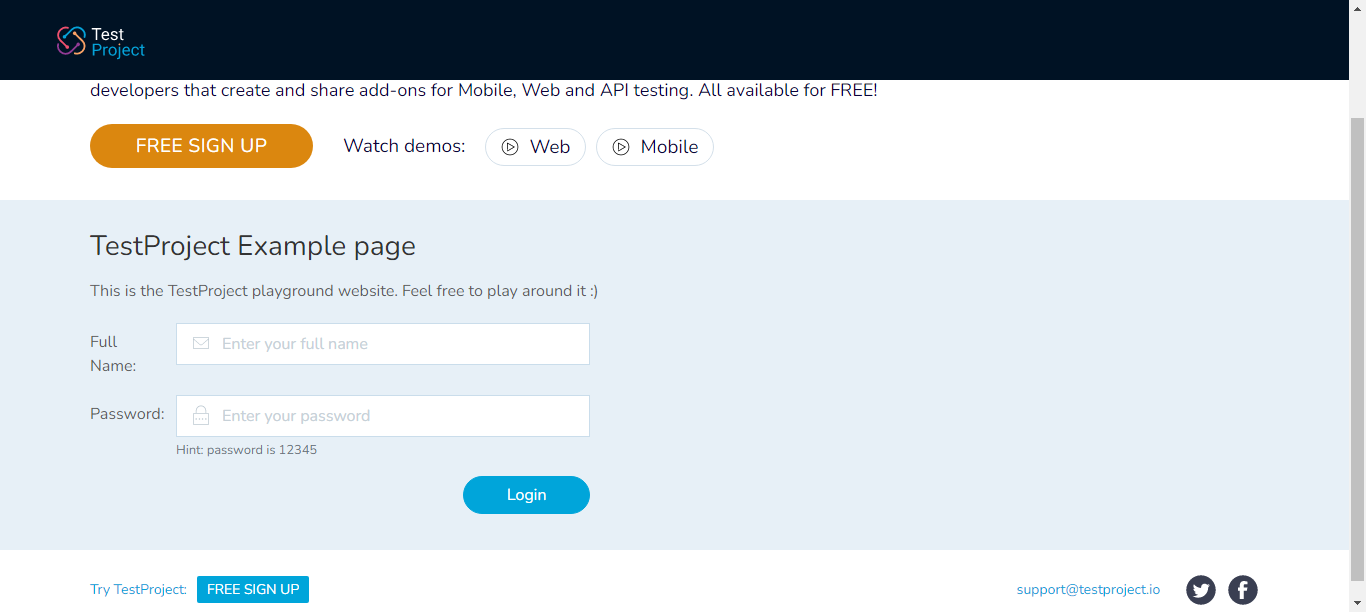 Test
Project
developers that create and share add-ons for Mobile, Web and API testing. All available for FREE!
FREE SIGN UP
Watch demos:
Web
Mobile
TestProject Example page
This is the TestProject playground website. Feel free to play around it :)
Full
Name:
Enter your full name
Password:
Enter your password
Hint: password is 12345
Login
Try TestProject:
FREE SIGN UP
support@testproject.io